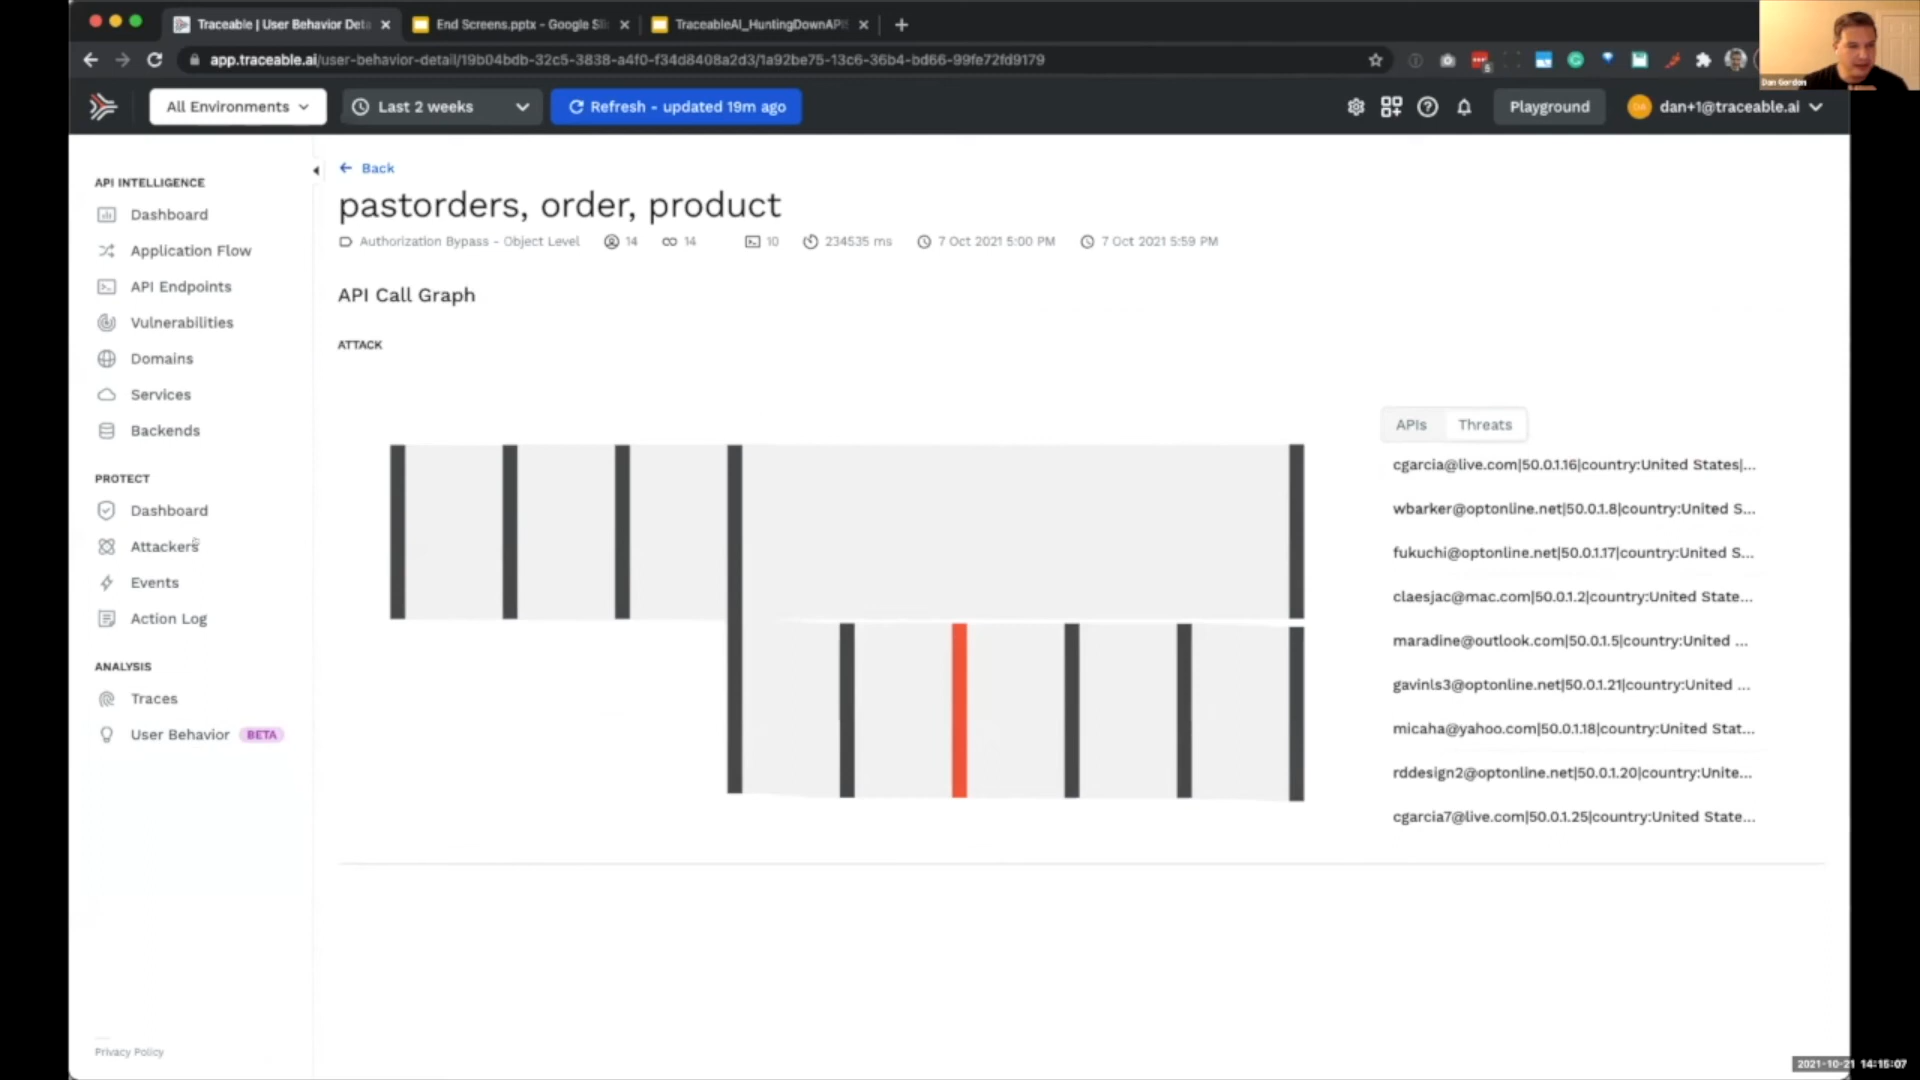 Traceable | User Behavior Deta
End Screens.pptx - Google Sli
TraceableAI_HuntingDownAPI
app.traceable.ai/user-behavior-detail/19b04bdb-32c5-3838-a4f0-f34d8408a2d3/1a92be75-13c6-36b4-bd66-99fe72fd9179
Dan Gordon
All Environments
Last 2 weeks
Refresh - updated 19m ago
Playground
dan+1@traceable.ai
API INTELLIGENCE
Dashboard
Application Flow
API Endpoints
Vulnerabilities
Domains
Services
Backends
PROTECT
Dashboard
Attackers
Events
Action Log
ANALYSIS
Traces
User Behavior BETA
Privacy Policy
Back
pastorders, order, product
Authorization Bypass - Object Level 14 14 10 234535 ms 7 Oct 2021 5:00 PM 7 Oct 2021 5:59 PM
API Call Graph
ATTACK
APIs Threats
cgarcia@live.com|50.0.1.16|country:United States|...
wbarker@optonline.net|50.0.1.8|country:United S...
fukuchi@optonline.net|50.0.1.17|country:United S...
claesjac@mac.com|50.0.1.2|country:United State...
maradine@outlook.com|50.0.1.5|country:United ...
gavinls3@optonline.net|50.0.1.21|country:United ...
micaha@yahoo.com|50.0.1.18|country:United Stat...
rddesign2@optonline.net|50.0.1.20|country:Unite...
cgarcia7@live.com|50.0.1.25|country:United State...
2021-10-21 14:15:07